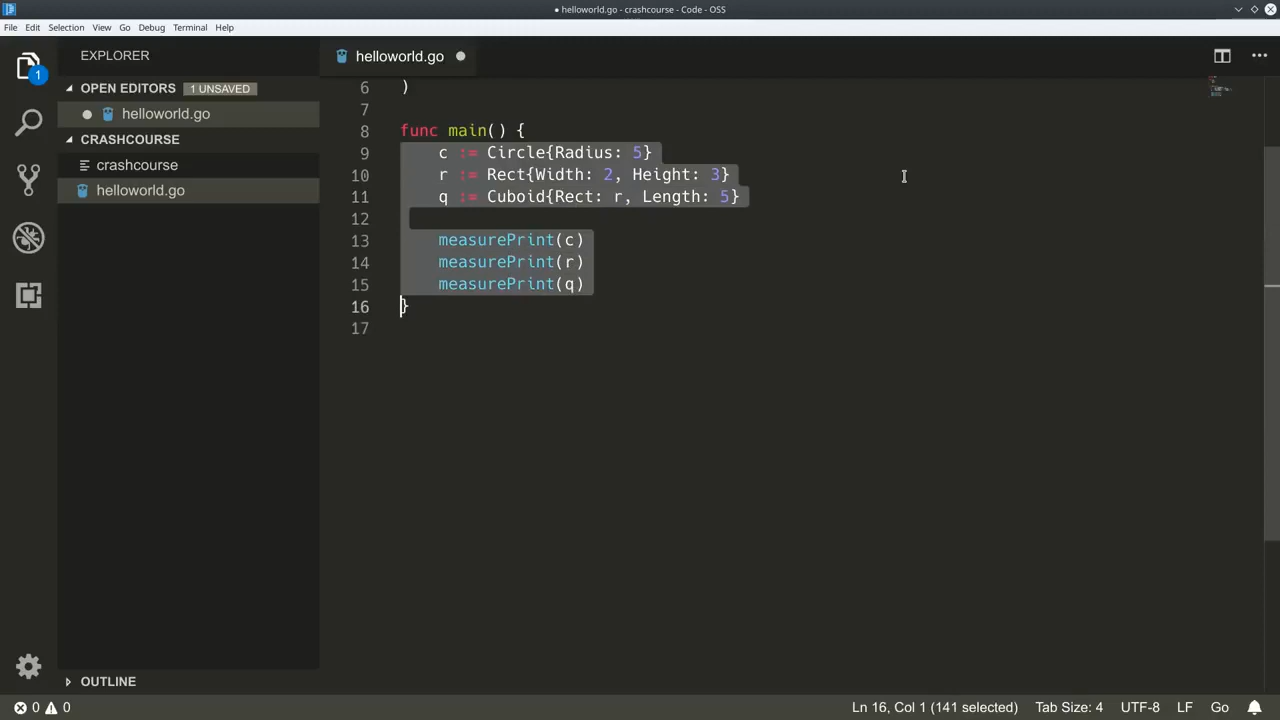 ● helloworld.go - crashcourse - Code - OSS
File Edit Selection View Go Debug Terminal Help
1
EXPLORER
OPEN EDITORS 1 UNSAVED
helloworld.go
CRASHCOURSE
crashcourse
helloworld.go
OUTLINE
helloworld.go
6 )
7
8 func main() {
9 c := Circle{Radius: 5}
10 r := Rect{Width: 2, Height: 3}
11 q := Cuboid{Rect: r, Length: 5}
12
13 measurePrint(c)
14 measurePrint(r)
15 measurePrint(q)
16 }
17
0 0 Ln 16, Col 1 (141 selected) Tab Size: 4 UTF-8 LF Go